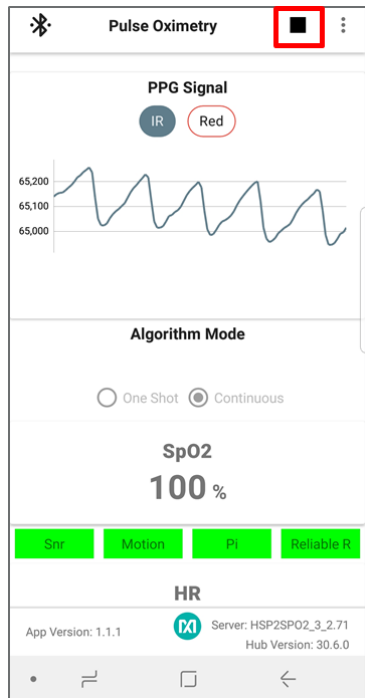 Pulse Oximetry
PPG Signal
IR Red
65,200
65,100
65,000
Algorithm Mode
One Shot Continuous
SpO2
100 %
Snr Motion Pi Reliable R
HR
App Version: 1.1.1
Server: HSP2SPO2_3_2.71
Hub Version: 30.6.0